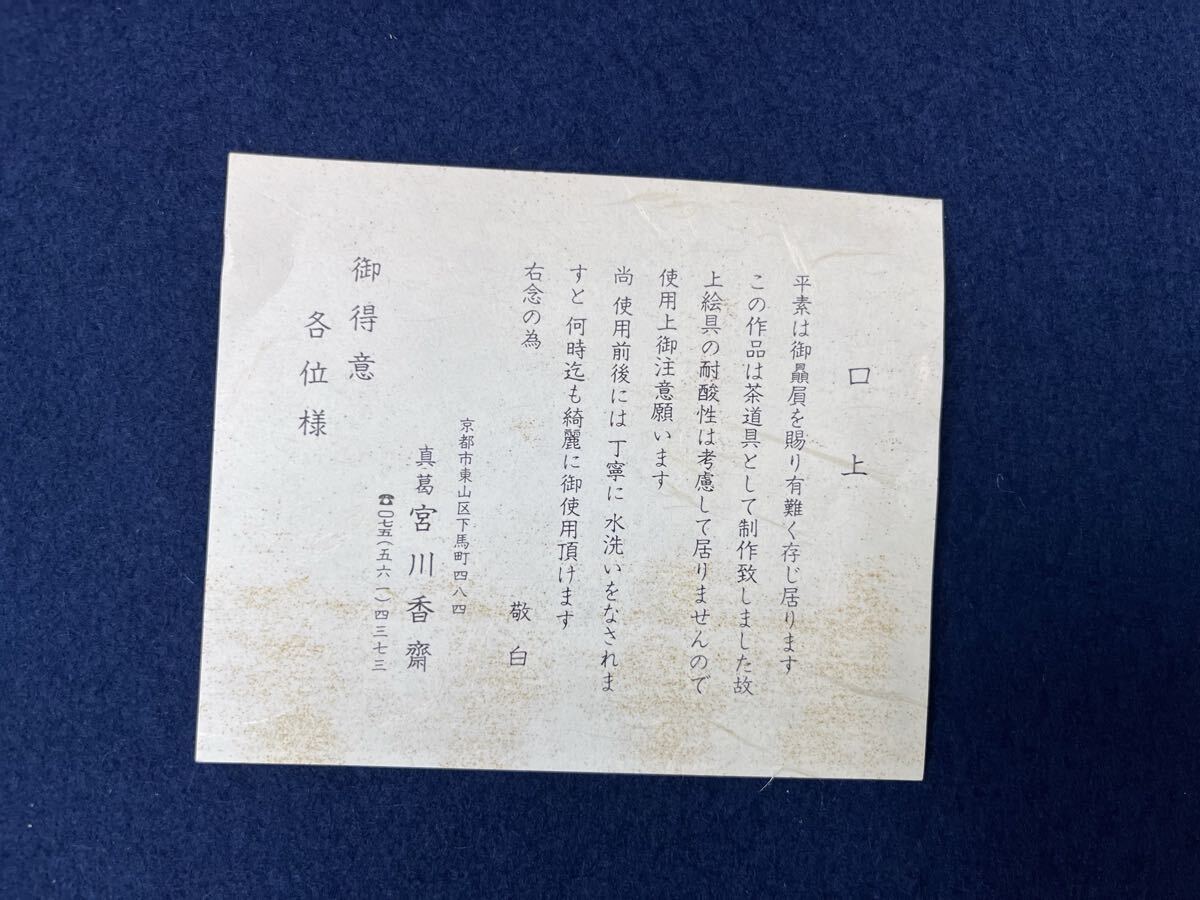 口上
平素は御贔屓を賜り有難く存じ居ります
この作品は茶道具として制作致しました故
上絵具の耐酸性は考慮して居りませんので
使用上御注意願います
尚 使用前後には 丁寧に 水洗いをなされま
すと 何時迄も綺麗に御使用頂けます
右念の為
敬白
京都市東山区下馬町四八四
真葛 宮川香齋
☎〇七五(五六一)四三七三
御得意
各位様